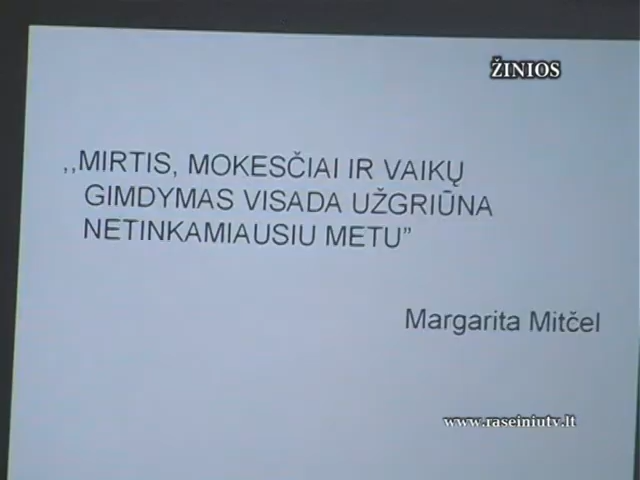 ŽINIOS
,,MIRTIS, MOKESČIAI IR VAIKŲ
GIMDYMAS VISADA UŽGRIŪNA
NETINKAMIAUSIU METU”
Margarita Mitčel
www.raseiniutv.lt